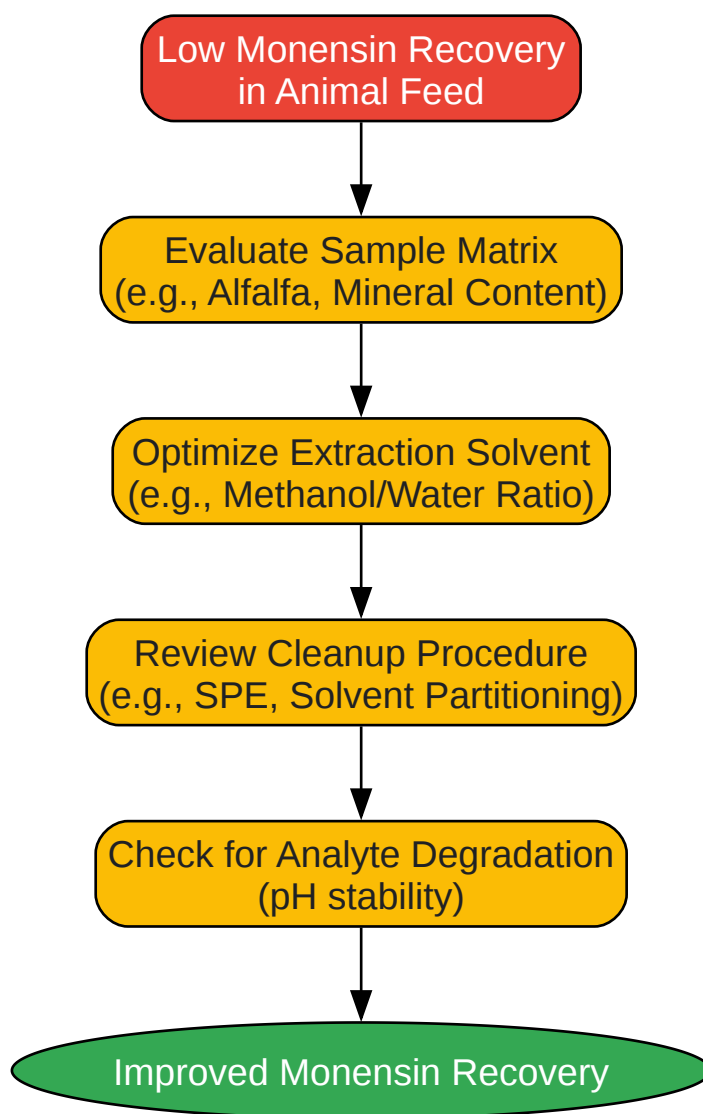 Low Monensin Recovery
in Animal Feed
Evaluate Sample Matrix
(e.g., Alfalfa, Mineral Content)
Optimize Extraction Solvent
(e.g., Methanol/Water Ratio)
Review Cleanup Procedure
(e.g., SPE, Solvent Partitioning)
Check for Analyte Degradation
(pH stability)
Improved Monensin Recovery